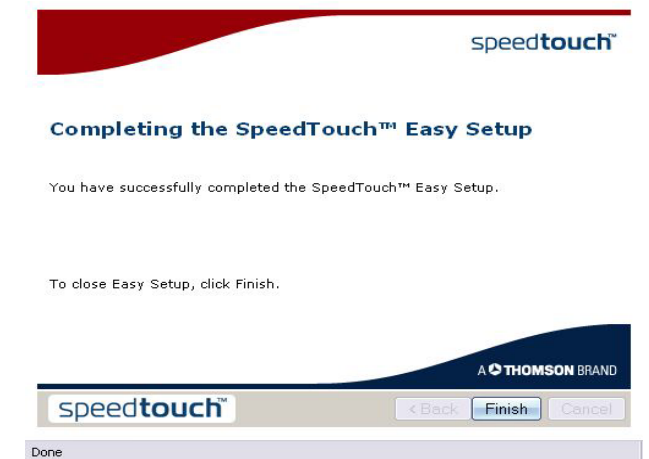 speedtouch™
Completing the SpeedTouch™ Easy Setup
You have successfully completed the SpeedTouch™ Easy Setup.
To close Easy Setup, click Finish.
A THOMSON BRAND
speedtouch™
< Back Finish Cancel
Done